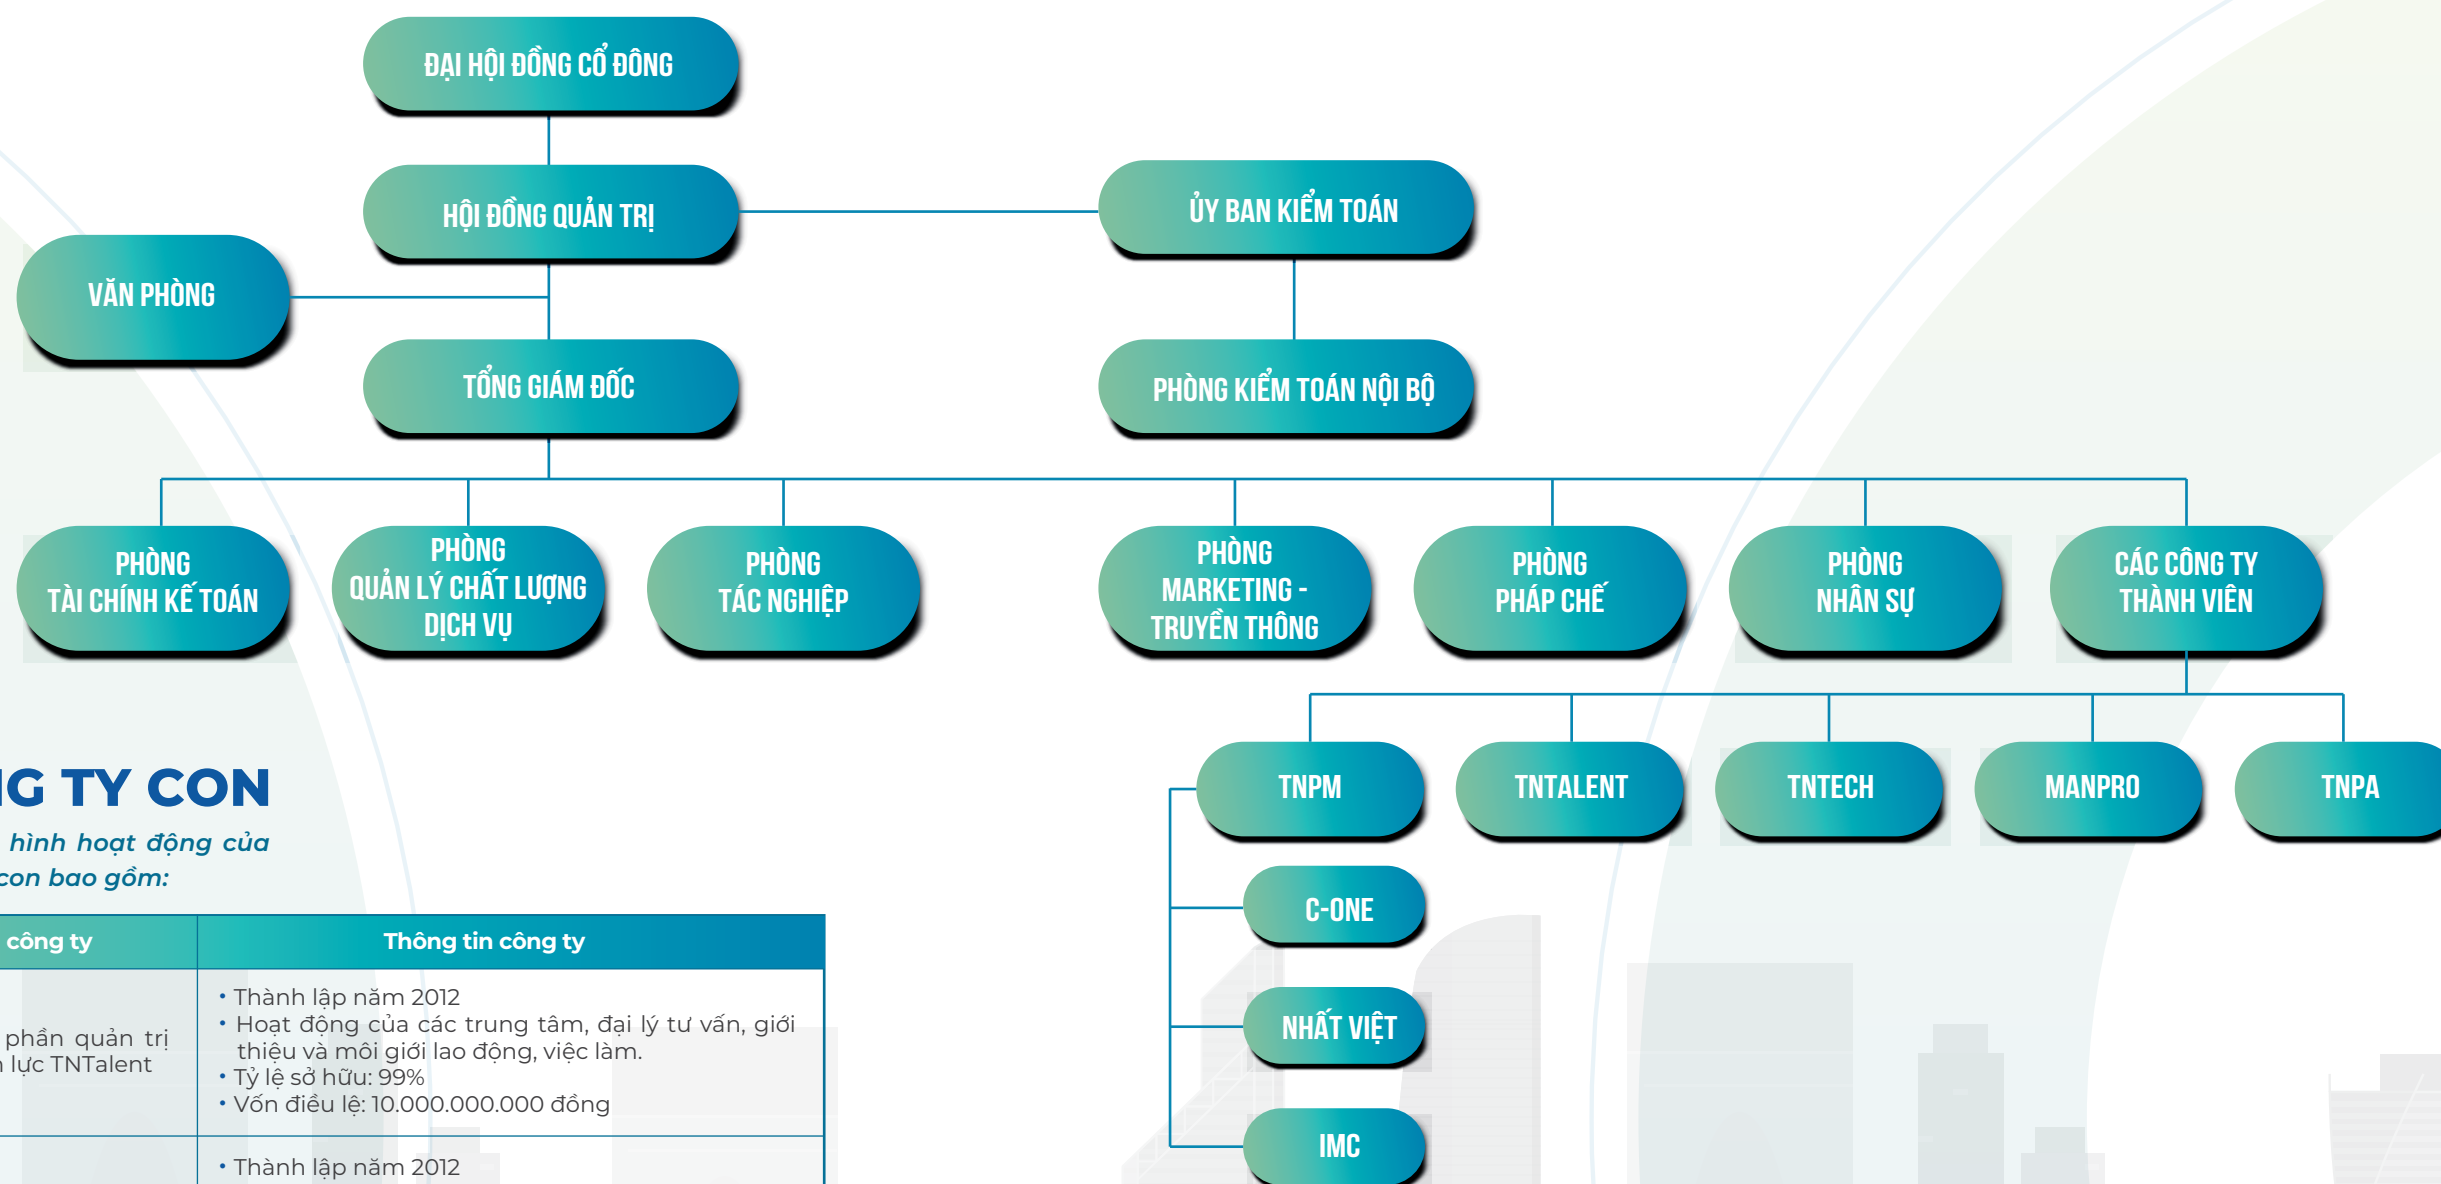 ĐẠI HỘI ĐỒNG CỔ ĐÔNG
HỘI ĐỒNG QUẢN TRỊ
ỦY BAN KIỂM TOÁN
VĂN PHÒNG
TỔNG GIÁM ĐỐC
PHÒNG KIỂM TOÁN NỘI BỘ
PHÒNG
TÀI CHÍNH KẾ TOÁN
PHÒNG
QUẢN LÝ CHẤT LƯỢNG
DỊCH VỤ
PHÒNG
TÁC NGHIỆP
PHÒNG
MARKETING -
TRUYỀN THÔNG
PHÒNG
PHÁP CHẾ
PHÒNG
NHÂN SỰ
CÁC CÔNG TY
THÀNH VIÊN
TNPM
TNTALENT
TNTECH
MANPRO
TNPA
C-ONE
NHẤT VIỆT
IMC
NG TY CON
hình hoạt động của
con bao gồm:
công ty
Thông tin công ty
phần quản trị
lực TNTalent
• Thành lập năm 2012
• Hoạt động của các trung tâm, đại lý tư vấn, giới
thiệu và môi giới lao động, việc làm.
• Tỷ lệ sở hữu: 99%
• Vốn điều lệ: 10.000.000.000 đồng
• Thành lập năm 2012